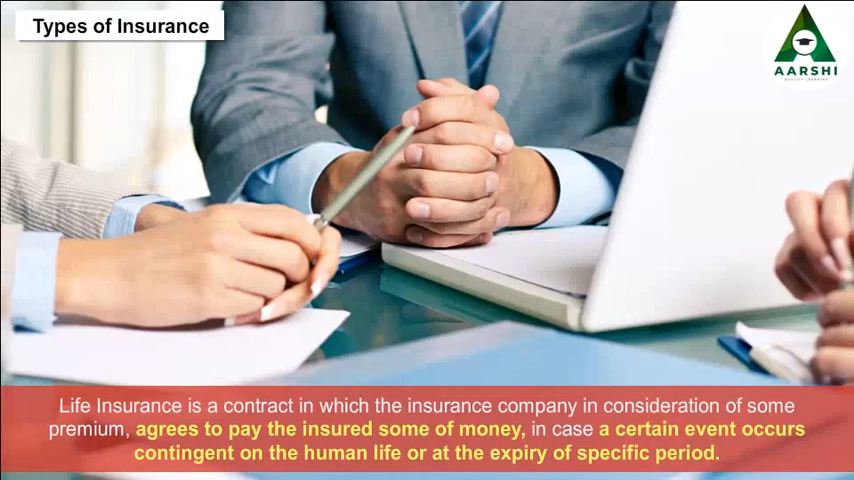 Types of Insurance
AARSHI
QUALITY LEARNING
Life Insurance is a contract in which the insurance company in consideration of some
premium, agrees to pay the insured some of money, in case a certain event occurs
contingent on the human life or at the expiry of specific period.